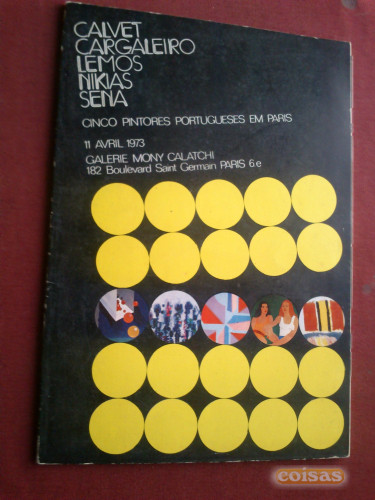 CALVET
CARGALEIRO
LEMOS
NIKIAS
SENA
CINCO PINTORES PORTUGUESES EM PARIS
11 AVRIL 1973
GALERIE MONY CALATCHI
182 Boulevard Saint Germain PARIS 6.e
coisas